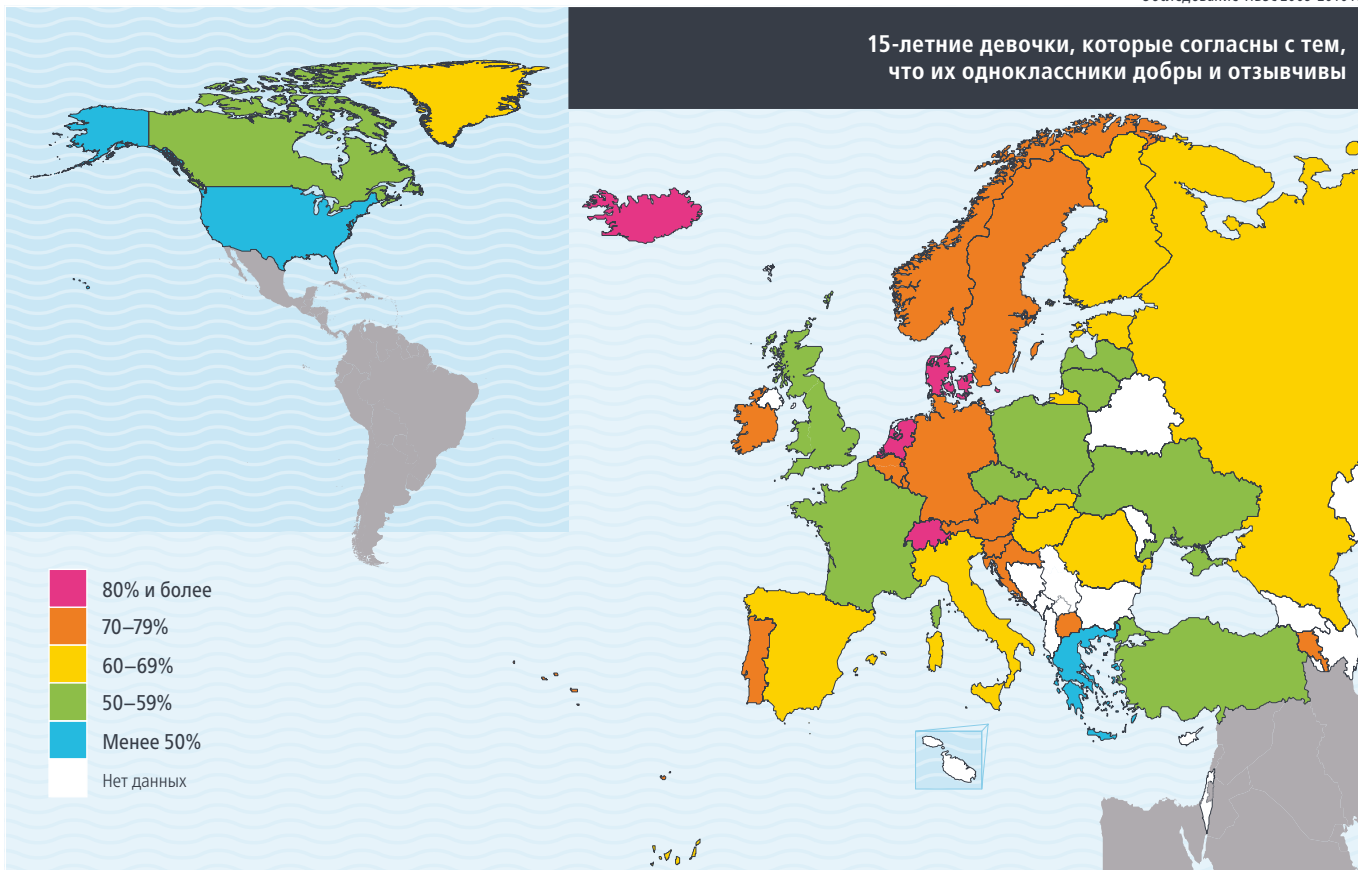 15-летние девочки, которые согласны с тем,
что их одноклассники добры и отзывчивы
80% и более
70–79%
60–69%
50–59%
Менее 50%
Нет данных